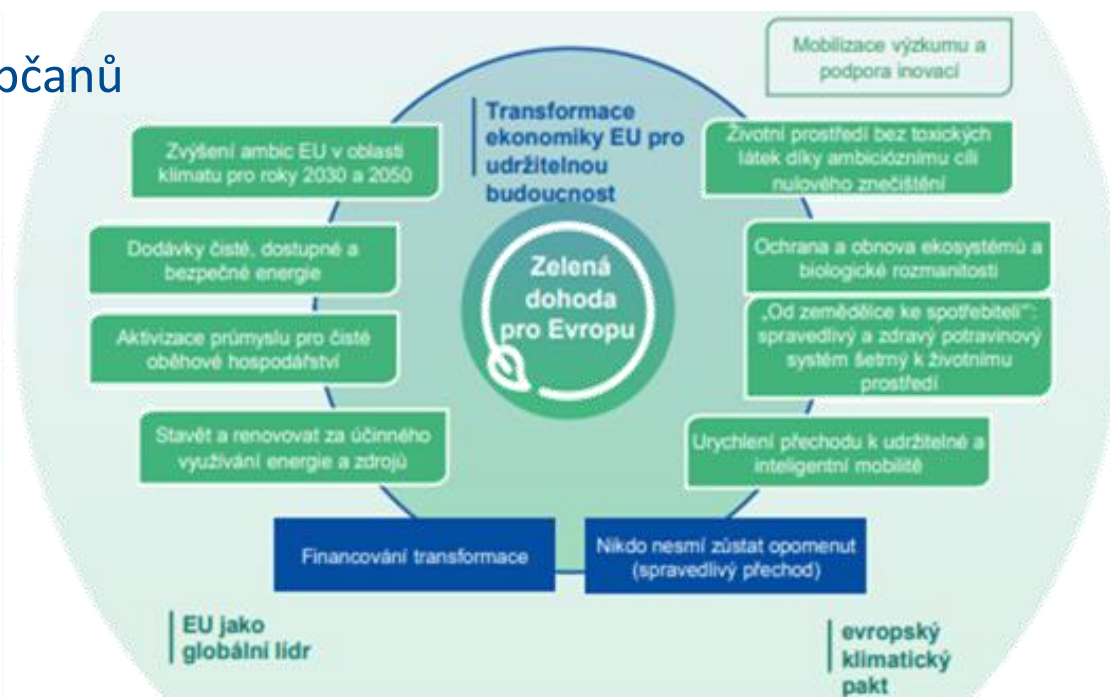 Mobilizace výzkumu a
podpora inovací
Transformace
ekonomiky EU pro
udržitelnou
budoucnost
Zvýšení ambic EU v oblasti
klimatu pro roky 2030 a 2050
Dodávky čisté, dostupné a
bezpečné energie
Aktivizace průmyslu pro čisté
oběhové hospodářství
Stavět a renovovat za účinného
využívání energie a zdrojů
Zelená
dohoda
pro Evropu
Životní prostředí bez toxických
látek díky ambicióznímu cíli
nulového znečištění
Ochrana a obnova ekosystémů a
biologické rozmanitosti
„Od zemědělce ke spotřebiteli“:
spravedlivý a zdravý potravinový
systém šetrný k životnímu
prostředí
Urychlení přechodu k udržitelné a
inteligentní mobilitě
Financování transformace
Nikdo nesmí zůstat opomenut
(spravedlivý přechod)
EU jako
globální lídr
evropský
klimatický
pakt